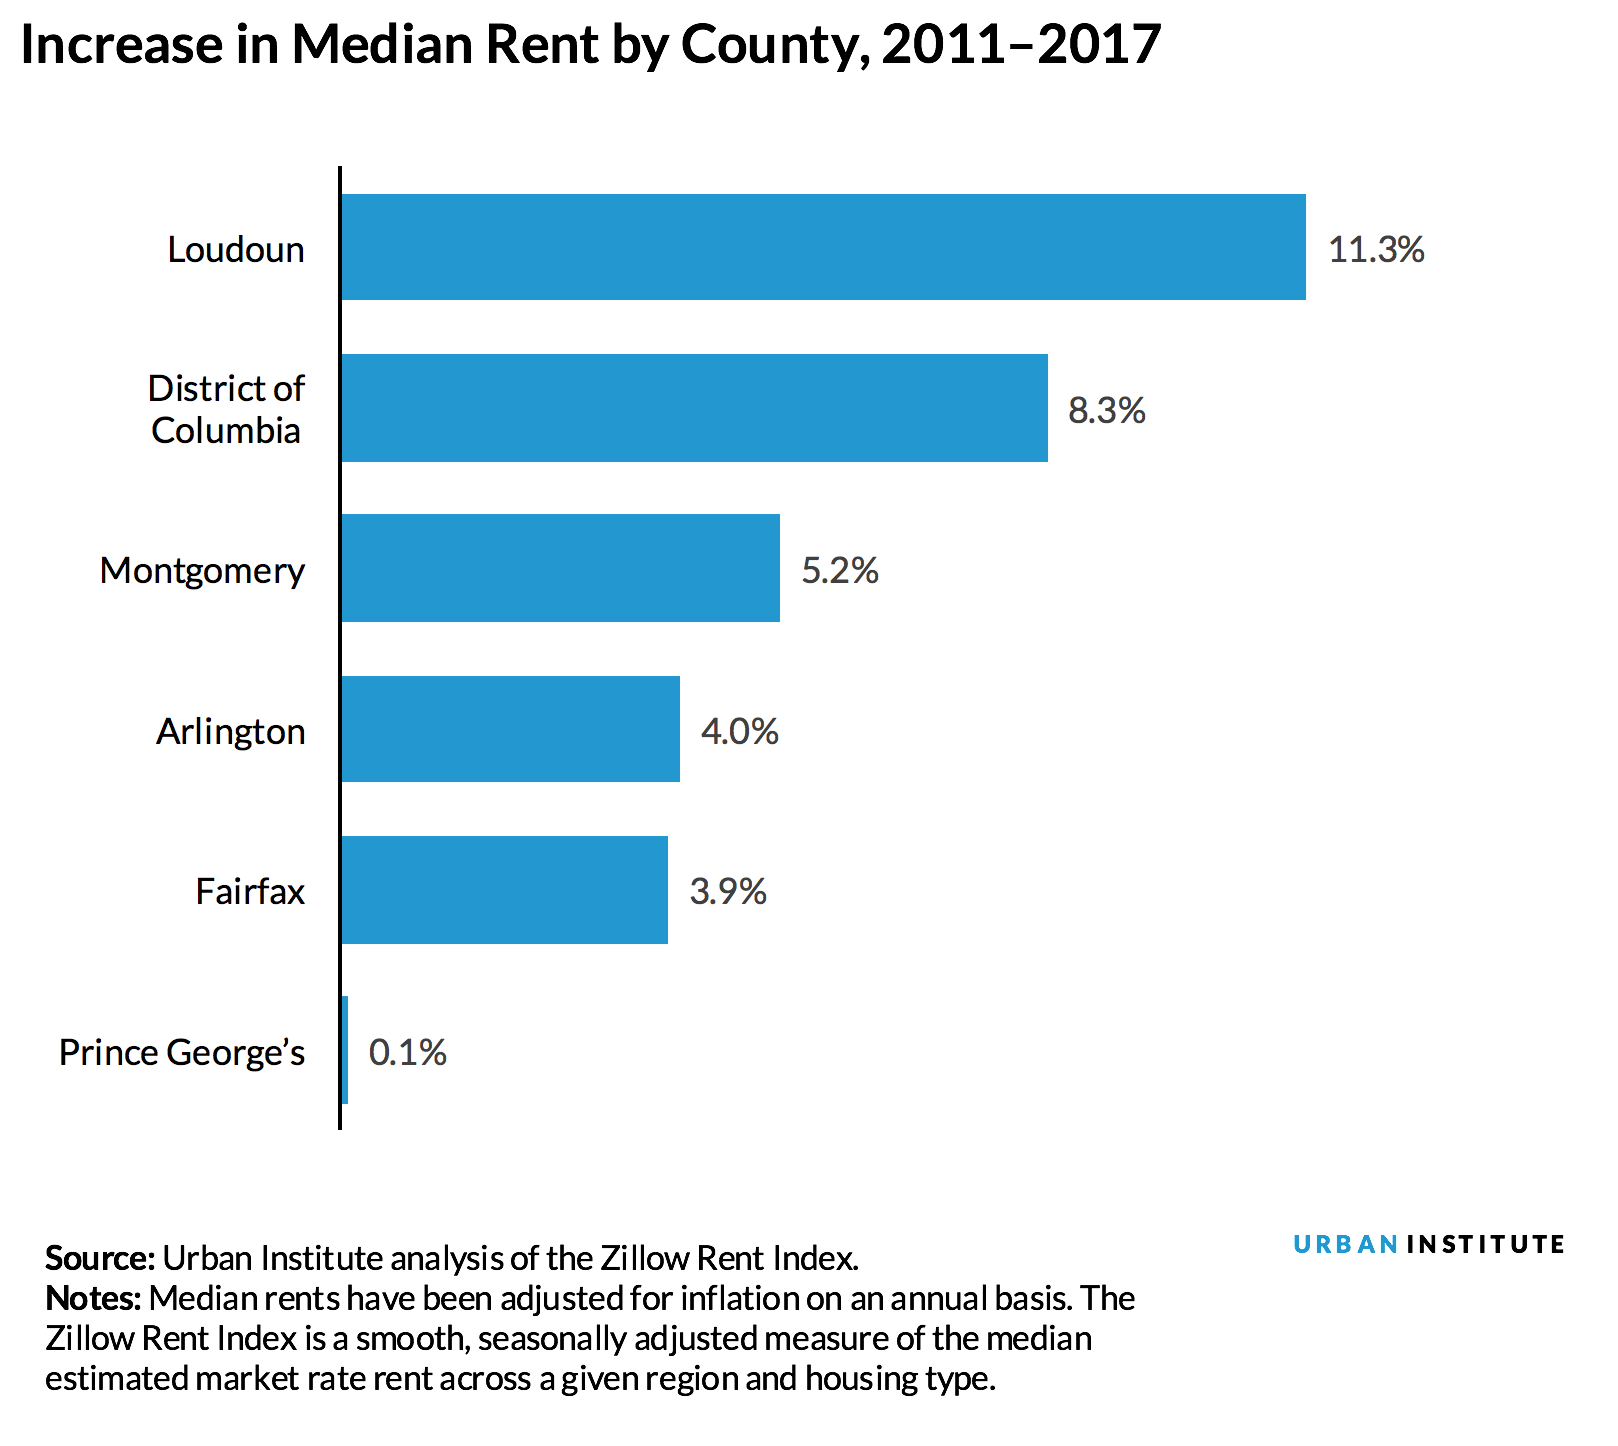 Increase in Median Rent by County, 2011–2017
Loudoun
11.3%
District of
Columbia
8.3%
Montgomery
5.2%
Arlington
4.0%
Fairfax
3.9%
Prince George’s
0.1%
Source: Urban Institute analysis of the Zillow Rent Index.
Notes: Median rents have been adjusted for inflation on an annual basis. The
Zillow Rent Index is a smooth, seasonally adjusted measure of the median
estimated market rate rent across a given region and housing type.
URBAN INSTITUTE